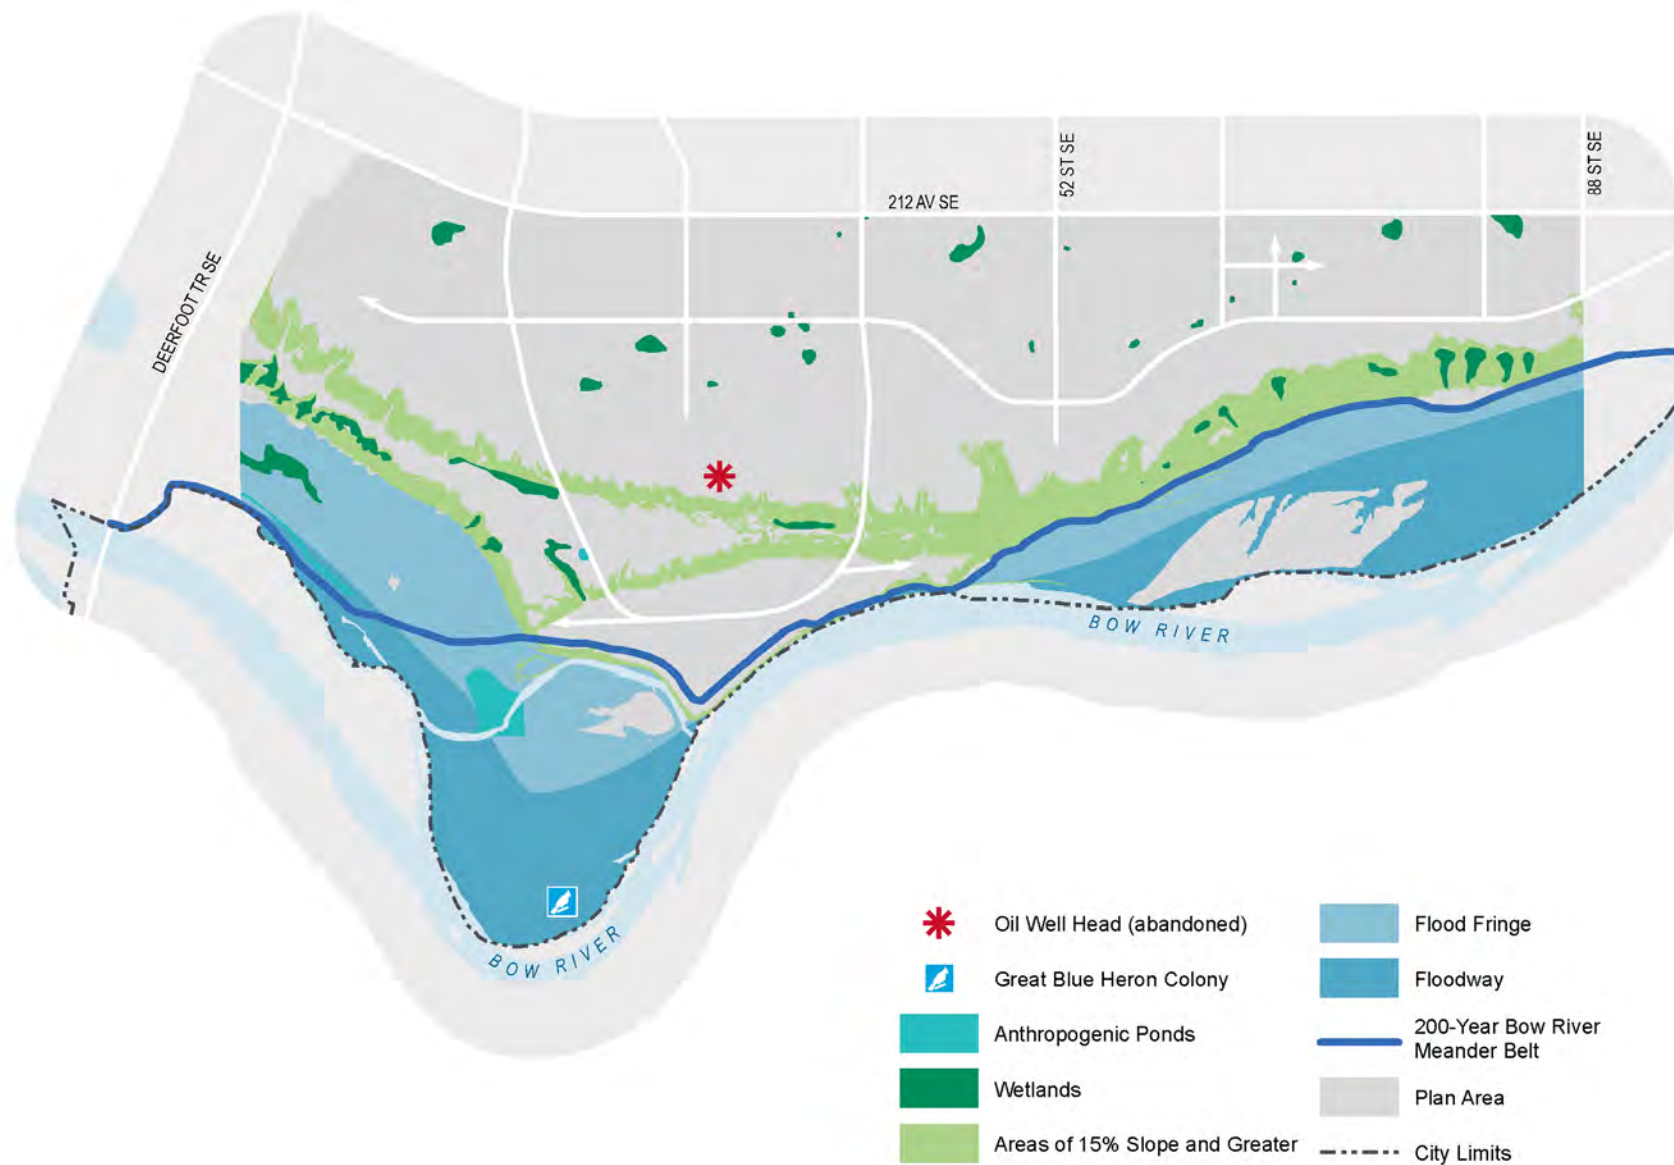 52 ST SE
88 ST SE
212 AV SE
DEERFOOT TR SE
BOW RIVER
BOW RIVER
Oil Well Head (abandoned)
Great Blue Heron Colony
Anthropogenic Ponds
Wetlands
Areas of 15% Slope and Greater
Flood Fringe
Floodway
200-Year Bow River
Meander Belt
Plan Area
City Limits